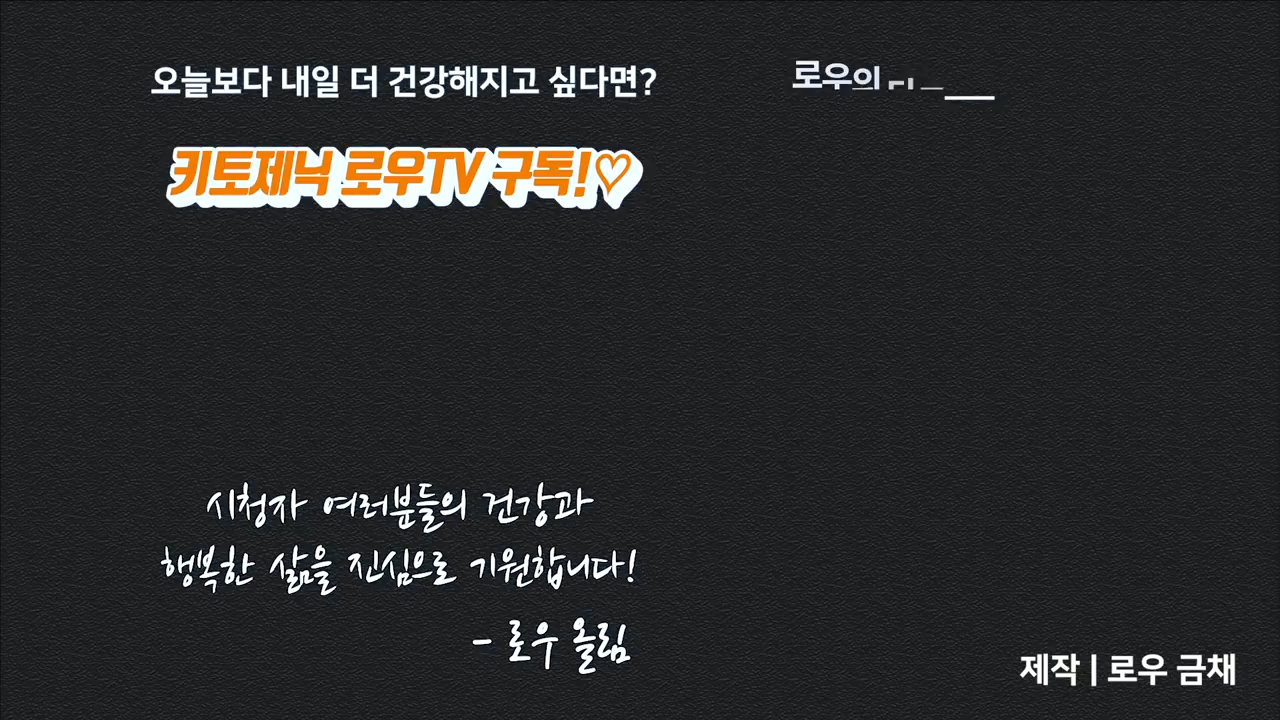 오늘보다 내일 더 건강해지고 싶다면?
키토제닉 로우TV 구독!♡
로우의
시청자 여러분들의 건강과
행복한 삶을 진심으로 기원합니다!
- 로우 올림
제작 | 로우 금채